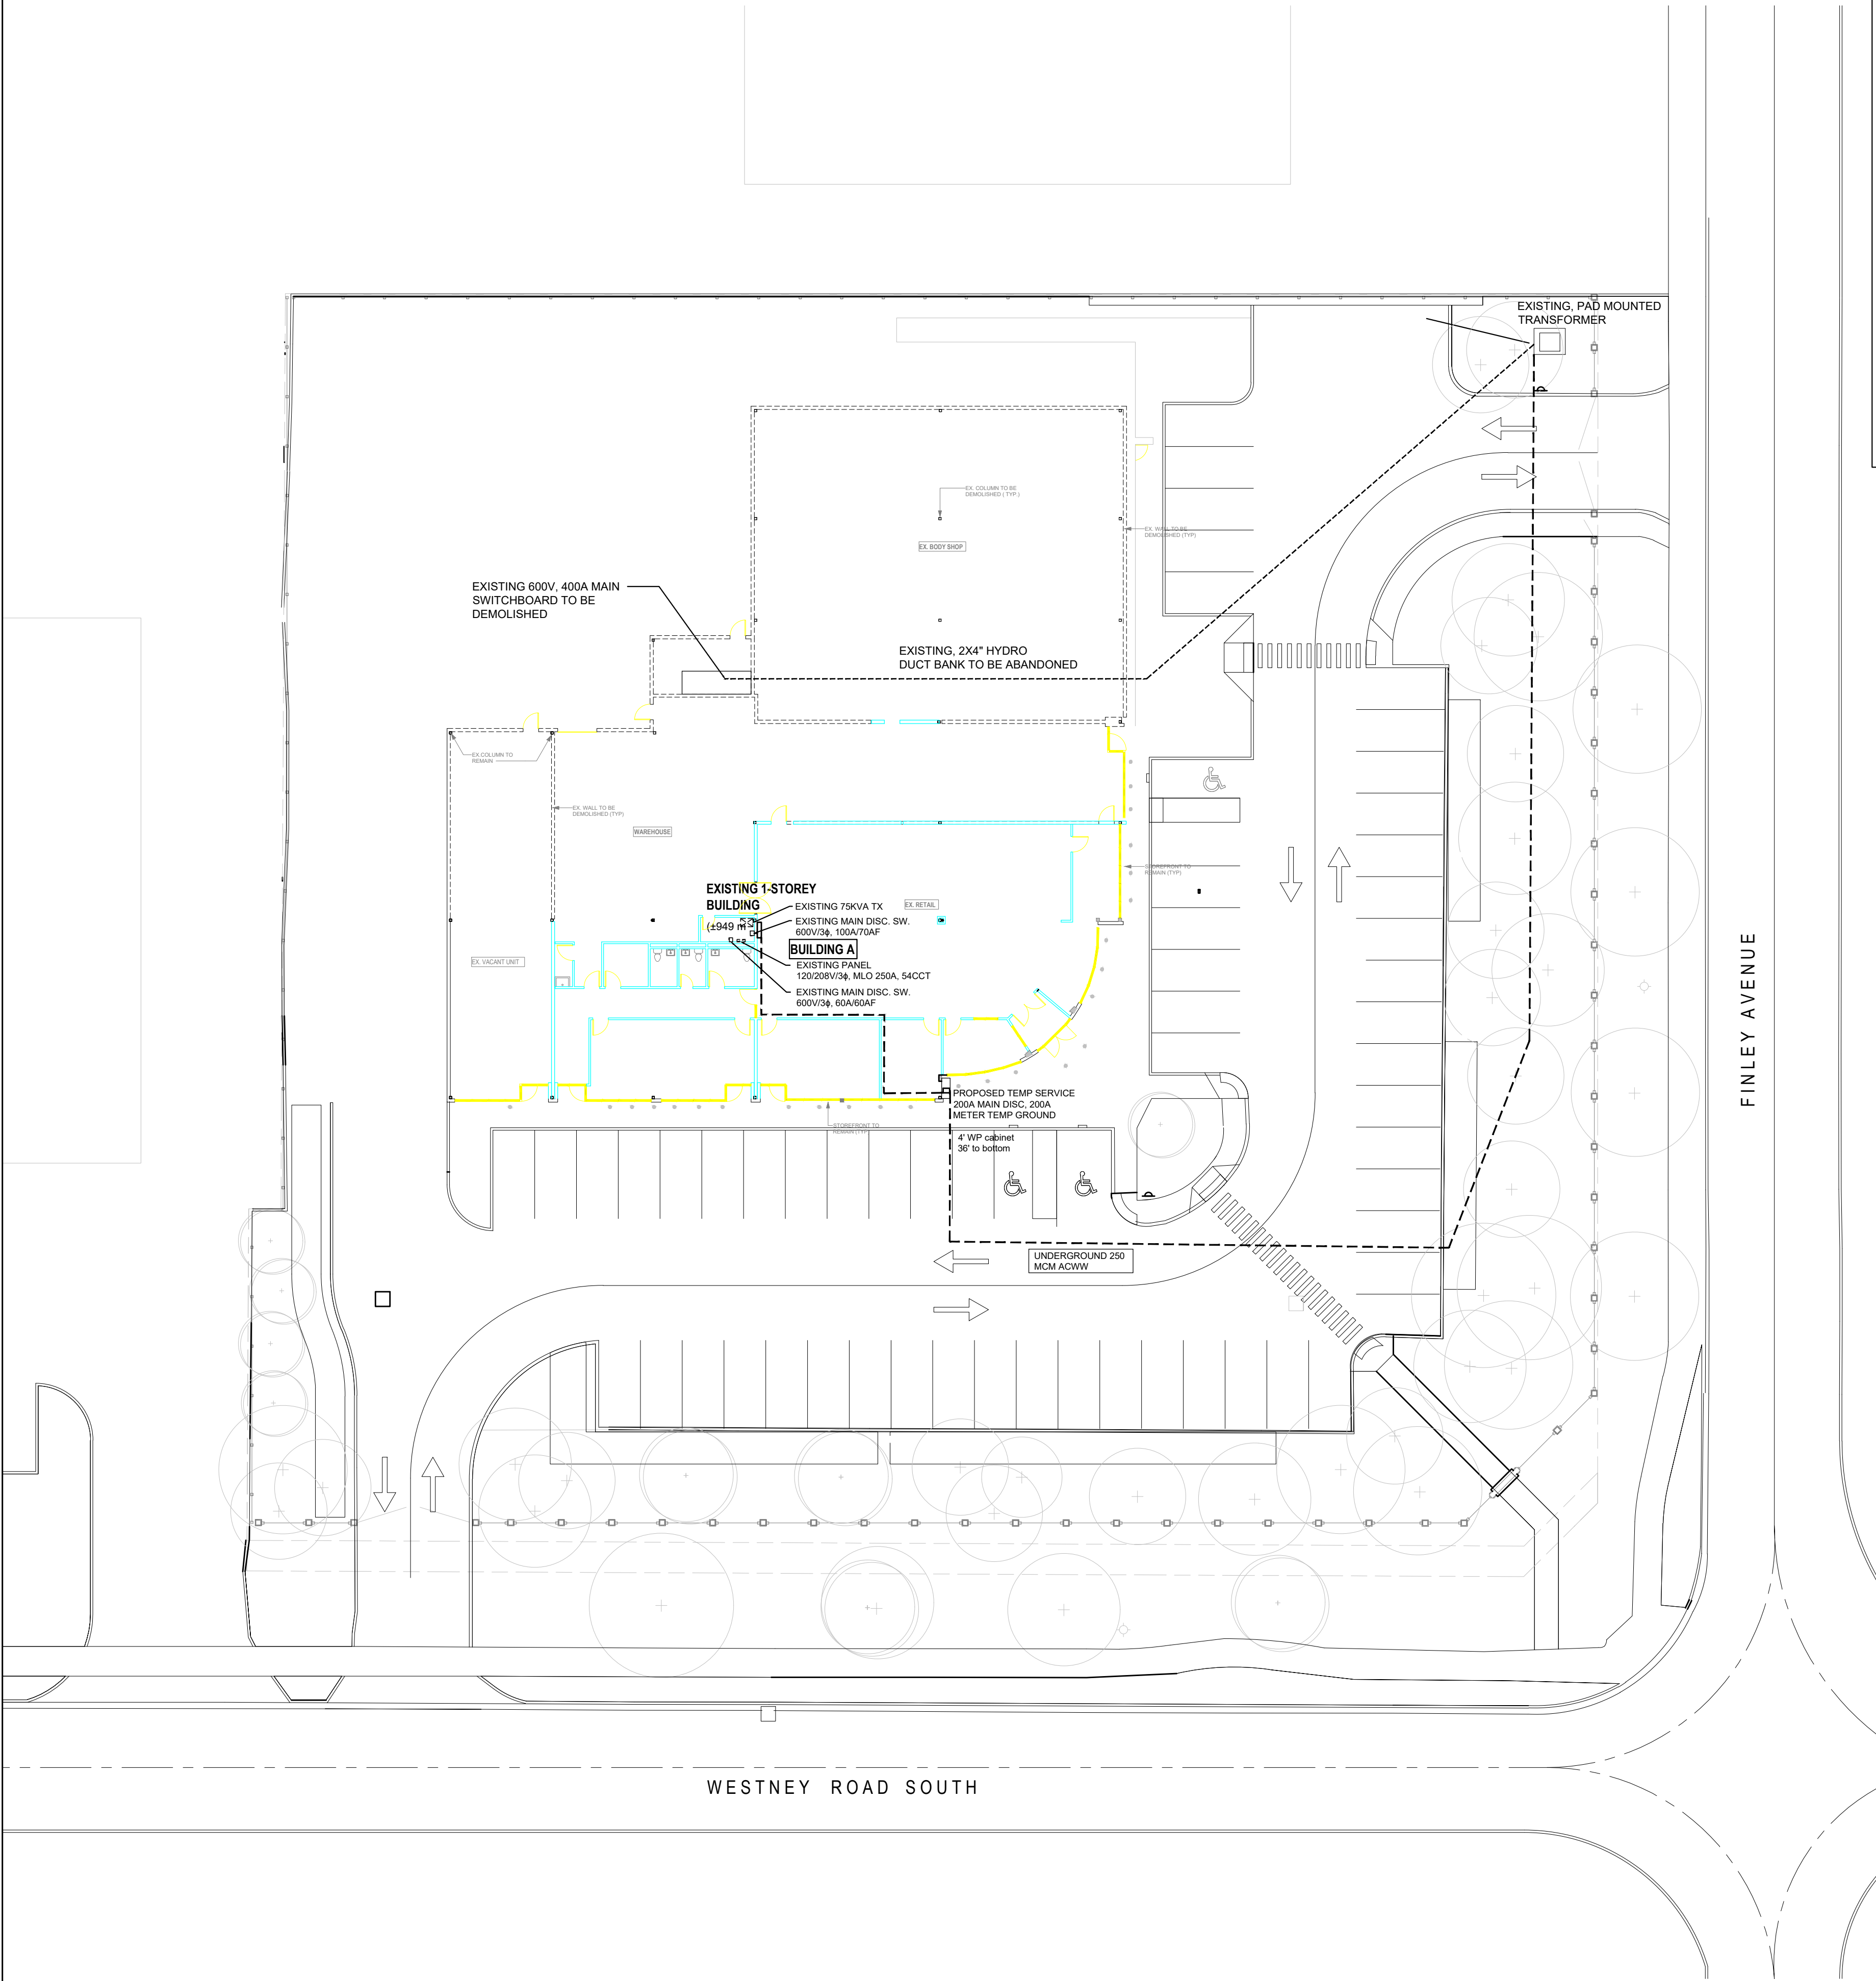 EXISTING, PAD MOUNTED
TRANSFORMER
EX. COLUMN TO BE
DEMOLISHED ( TYP.)
EX. WALL TO BE
DEMOLISHED (TYP)
EX. BODY SHOP
EXISTING 600V, 400A MAIN
SWITCHBOARD TO BE
DEMOLISHED
EXISTING, 2X4" HYDRO
DUCT BANK TO BE ABANDONED
EX.COLUMN TO
REMAIN
EX. WALL TO BE
DEMOLISHED (TYP)
WAREHOUSE
STOREFRONT TO
REMAIN (TYP)
EXISTING 1-STOREY
BUILDING
(±949 m
EXISTING 75KVA TX
EX. RETAIL
EXISTING MAIN DISC. SW.
600V/3ϕ, 100A/70AF
BUILDING A
EXISTING PANEL
120/208V/3ϕ, MLO 250A, 54CCT
EXISTING MAIN DISC. SW.
600V/3ϕ, 60A/60AF
EX. VACANT UNIT
PROPOSED TEMP SERVICE
200A MAIN DISC, 200A
METER TEMP GROUND
STOREFRONT TO
REMAIN (TYP)
4' WP cabinet
36' to bottom
UNDERGROUND 250
MCM ACWW
FINLEY AVENUE
WESTNEY ROAD SOUTH